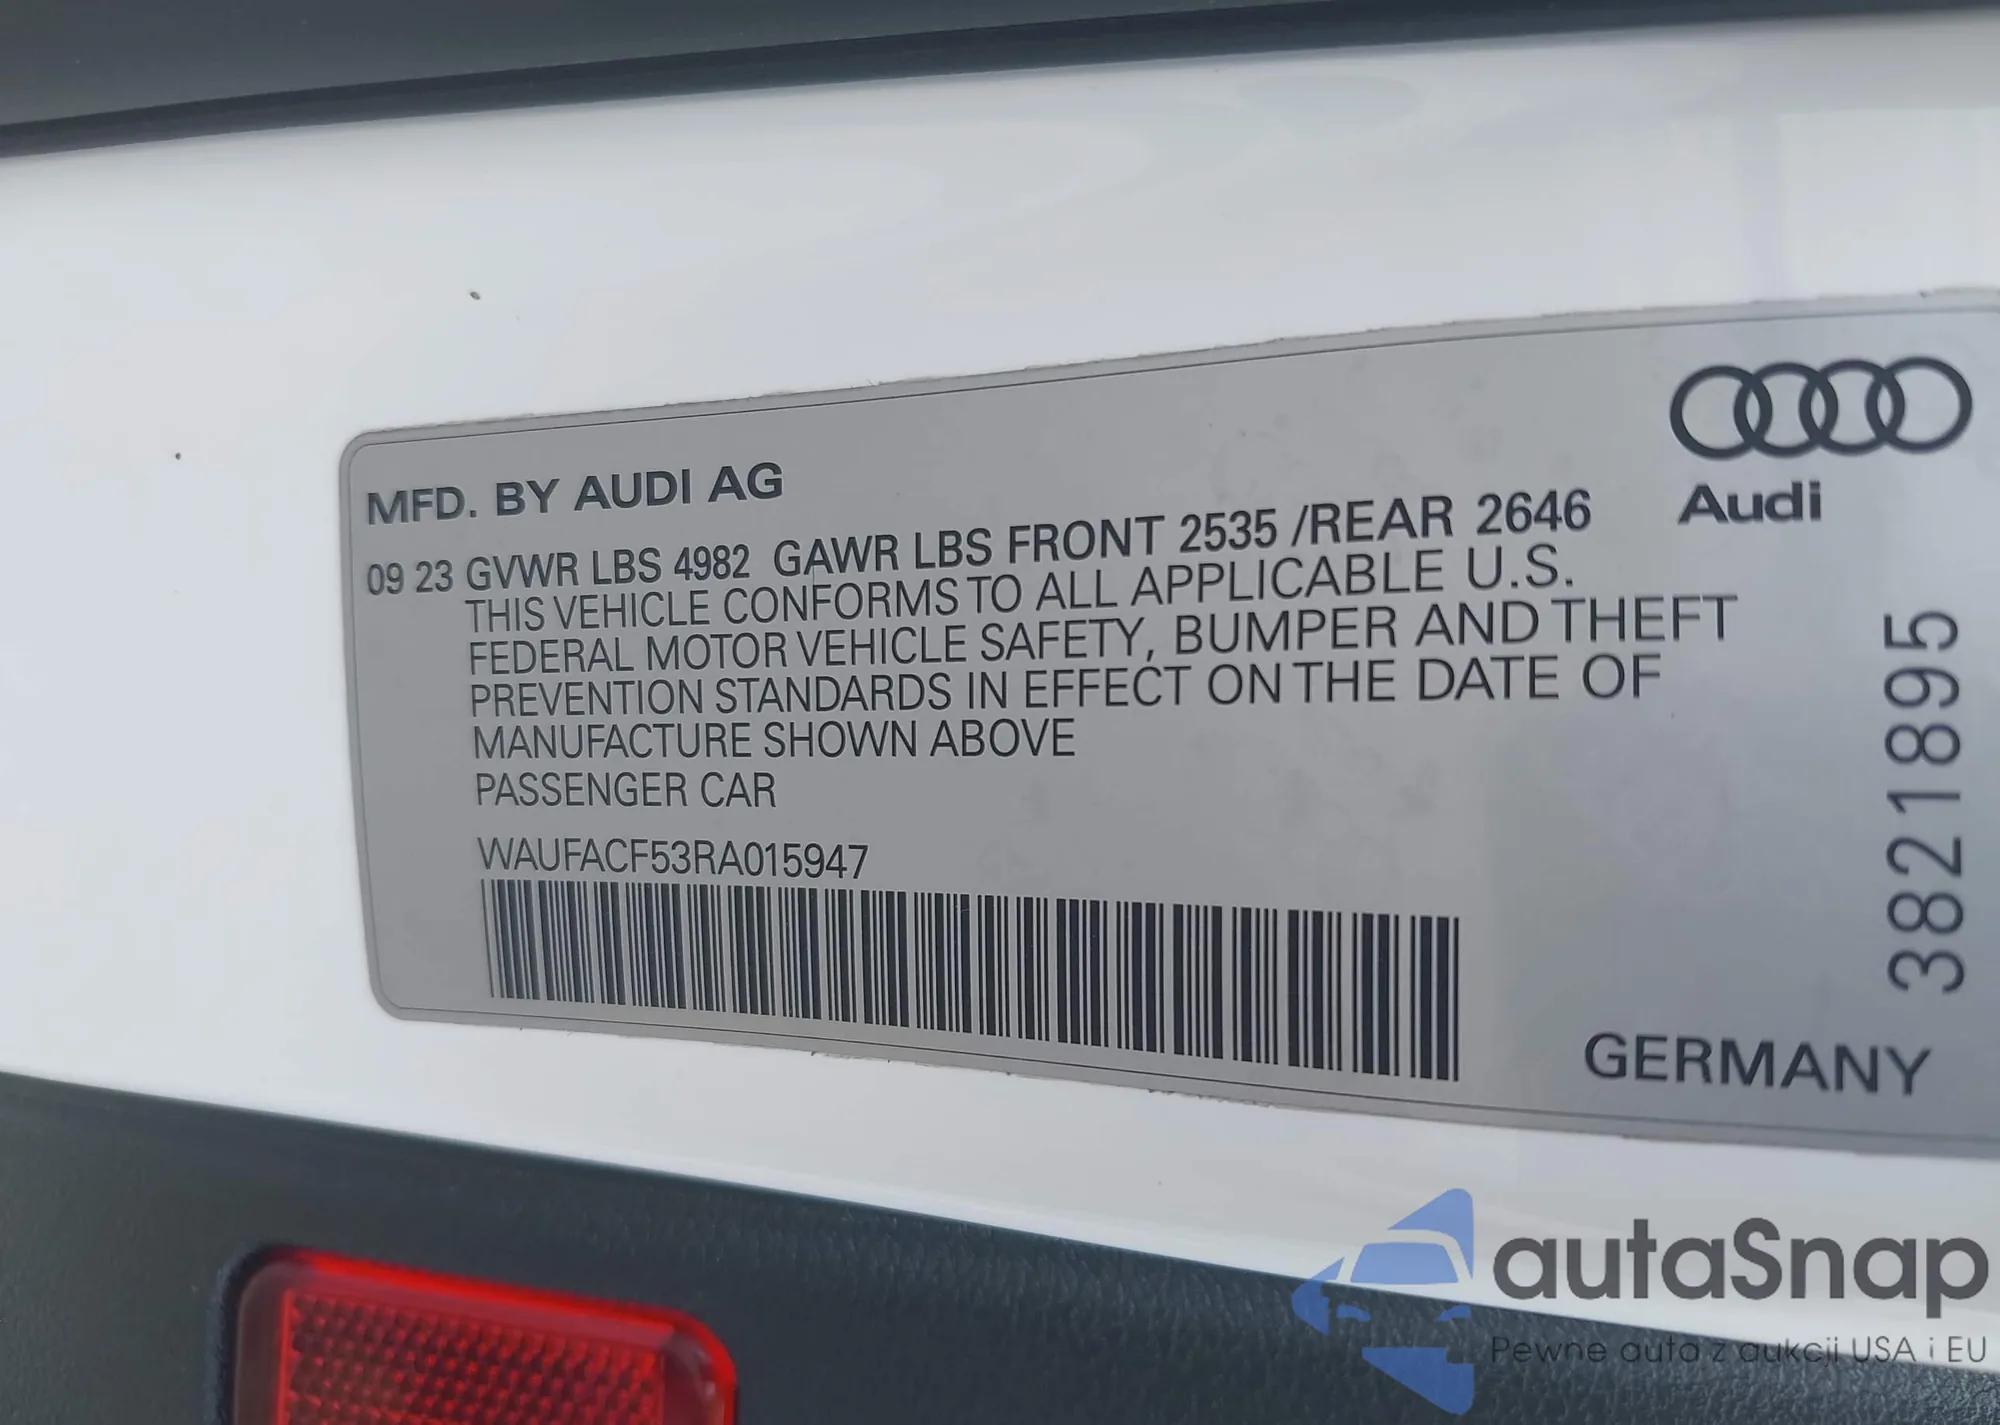 MFD. BY AUDI AG
09 23 GVWR LBS 4982 GAWR LBS FRONT 2535 /REAR 2646
THIS VEHICLE CONFORMS TO ALL APPLICABLE U.S.
FEDERAL MOTOR VEHICLE SAFETY, BUMPER AND THEFT
PREVENTION STANDARDS IN EFFECT ON THE DATE OF
MANUFACTURE SHOWN ABOVE
PASSENGER CAR
WAUFACF53RA015947
Audi
3821895
GERMANY
autaSnap
Pewne auta z aukcji USA i EU